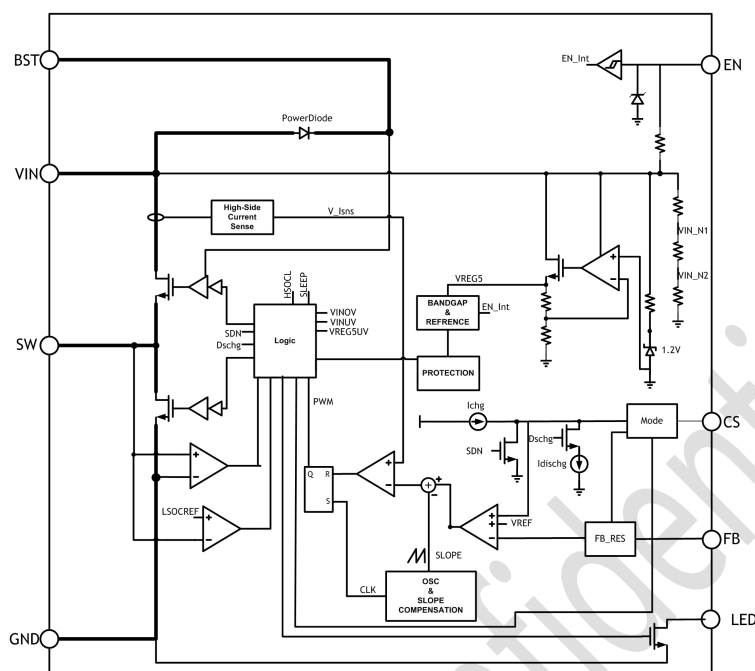 BST
EN_Int
EN
PowerDiode
VIN
High-Side
Current
Sense
V_Isns
VIN_N1
HSOCL
SLEEP
VREG5
VIN_N2
BANDGAP
&
REFRENCE
EN_Int
VINOV
VINUV
VREG5UV
SDN
Dschg
Logic
SW
1.2V
PROTECTION
PWM
Ichg
Mode
CS
Dschg
SDN
Idischg
Q
R
S
LSOCREF
VREF
FB_RES
FB
SLOPE
CLK
OSC
&
SLOPE
COMPENSATION
LED
GND
nfidenti